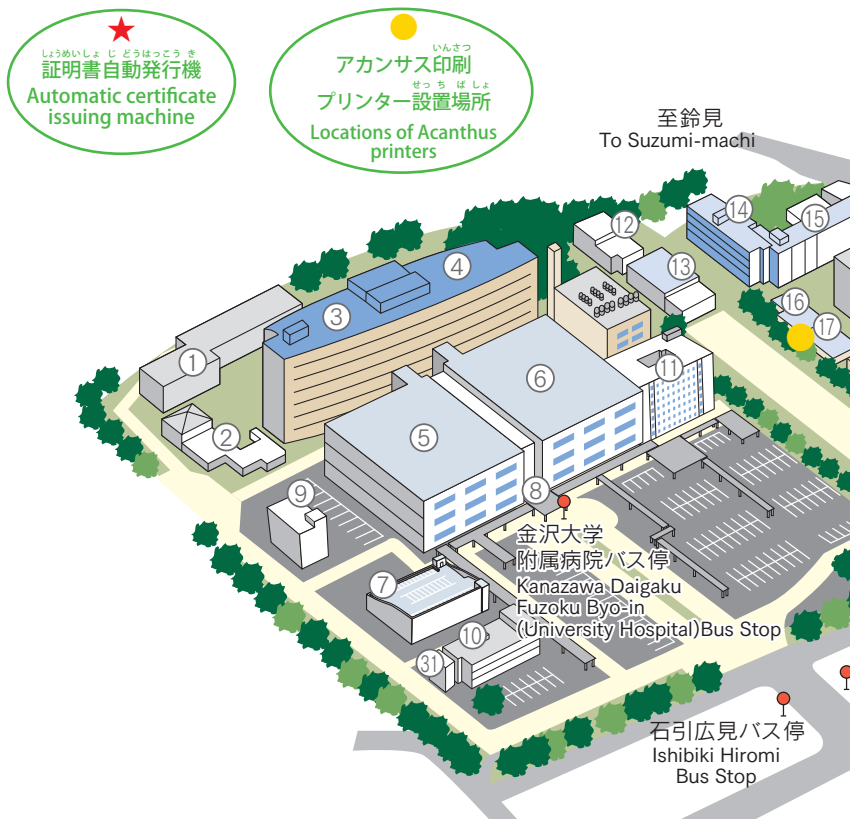 しょうめいしょ じ どうはっこう き
証明書自動発行機
Automatic certificate
issuing machine
いんさつ
アカンサス印刷
せっ ち ば しょ
プリンター設置場所
Locations of Acanthus
printers
至鈴見
To Suzumi-machi
⑫
⑭
⑮
④
⑬
③
⑯
⑰
①
⑥
⑪
②
⑤
⑨
⑧
金沢大学
附属病院バス停
Kanazawa Daigaku
Fuzoku Byo-in
(University Hospital)Bus Stop
⑦
⑩
㉛
石引広見バス停
Ishibiki Hiromi
Bus Stop